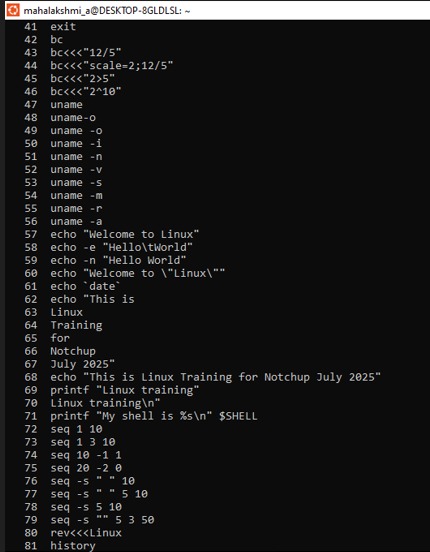 mahalakshmi_a@DESKTOP-8GLDLSL: ~
41 exit
42 bc
43 bc<<<"12/5"
44 bc<<<"scale=2;12/5"
45 bc<<<"2>5"
46 bc<<<"2^10"
47 uname
48 uname-o
49 uname -o
50 uname -i
51 uname -n
52 uname -v
53 uname -s
54 uname -m
55 uname -r
56 uname -a
57 echo "Welcome to Linux"
58 echo -e "Hello\tWorld"
59 echo -n "Hello World"
60 echo "Welcome to \"Linux\""
61 echo `date`
62 echo "This is
63 Linux
64 Training
65 for
66 Notchup
67 July 2025"
68 echo "This is Linux Training for Notchup July 2025"
69 printf "Linux training"
70 Linux training\n"
71 printf "My shell is %s\n" $SHELL
72 seq 1 10
73 seq 1 3 10
74 seq 10 -1 1
75 seq 20 -2 0
76 seq -s " " 10
77 seq -s " " 5 10
78 seq -s 5 10
79 seq -s "" 5 3 50
80 rev<<<Linux
81 history